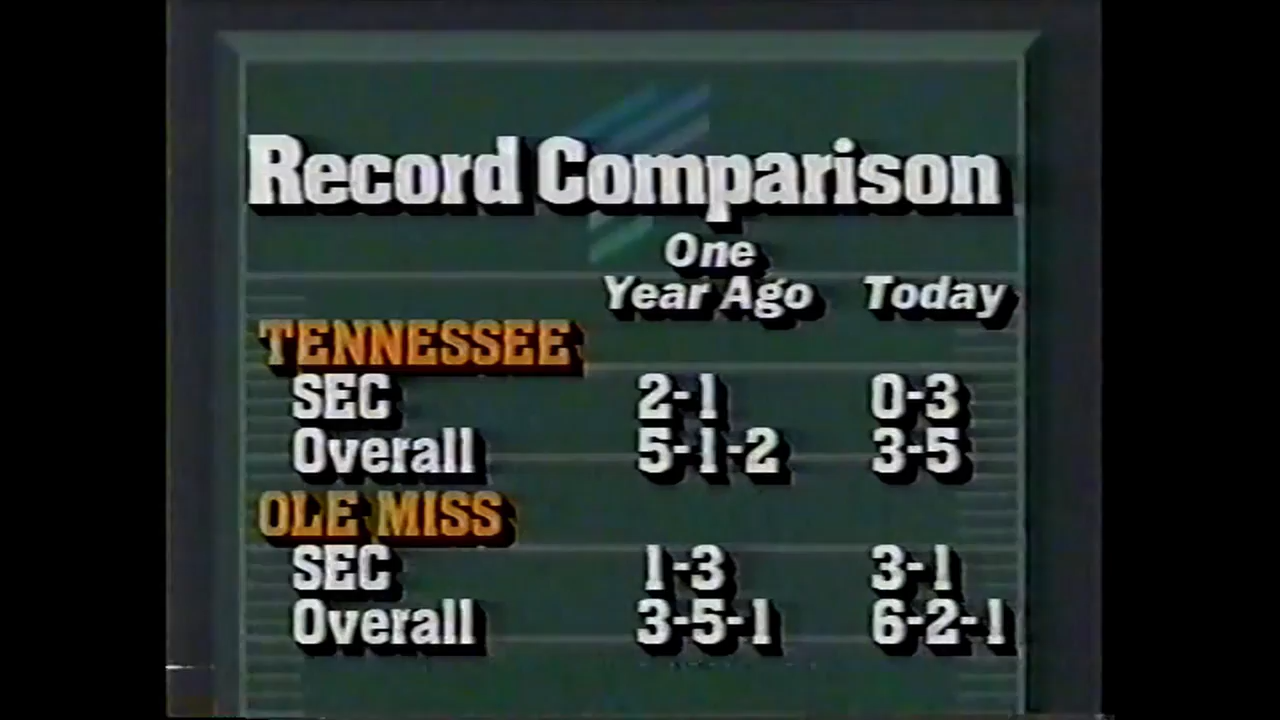 Record Comparison
One
Year Ago Today
TENNESSEE
SEC 2-1 0-3
Overall 5-1-2 3-5
OLE MISS
SEC 1-3 3-1
Overall 3-5-1 6-2-1